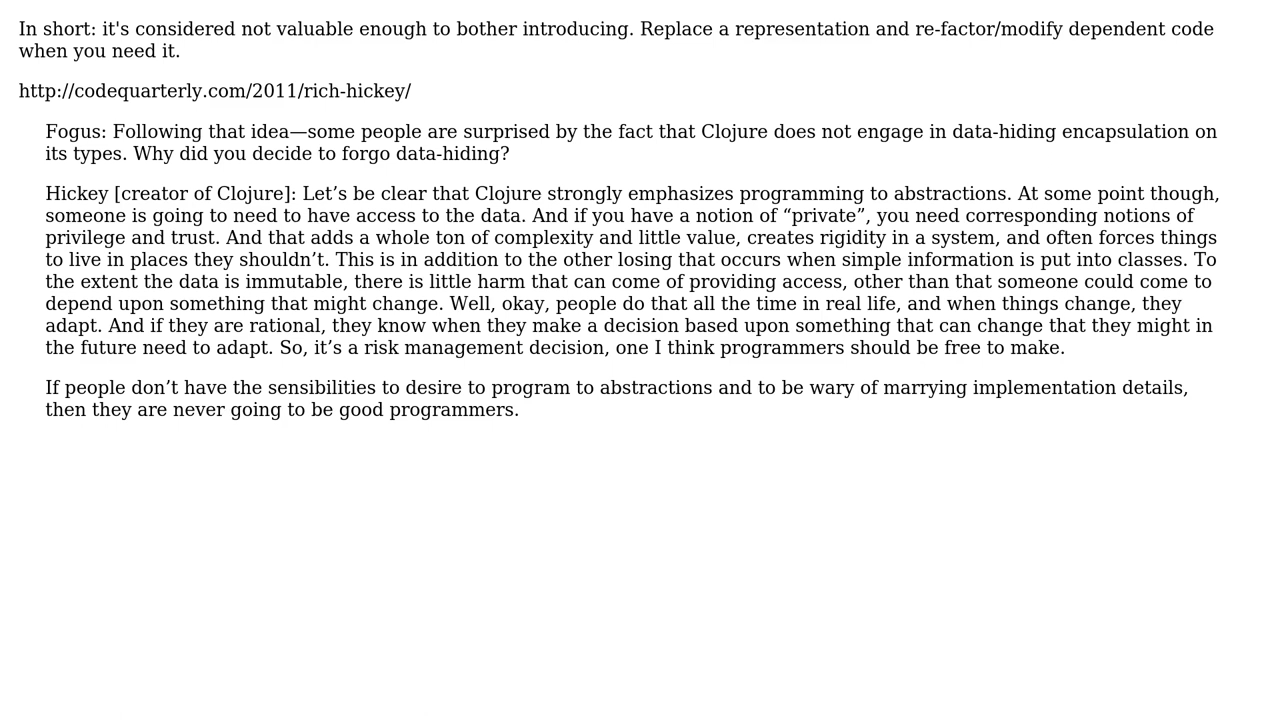 In short: it's considered not valuable enough to bother introducing. Replace a representation and re-factor/modify dependent code
when you need it.
http://codequarterly.com/2011/rich-hickey/
Fogus: Following that idea—some people are surprised by the fact that Clojure does not engage in data-hiding encapsulation on
its types. Why did you decide to forgo data-hiding?
Hickey [creator of Clojure]: Let’s be clear that Clojure strongly emphasizes programming to abstractions. At some point though,
someone is going to need to have access to the data. And if you have a notion of “private”, you need corresponding notions of
privilege and trust. And that adds a whole ton of complexity and little value, creates rigidity in a system, and often forces things
to live in places they shouldn’t. This is in addition to the other losing that occurs when simple information is put into classes. To
the extent the data is immutable, there is little harm that can come of providing access, other than that someone could come to
depend upon something that might change. Well, okay, people do that all the time in real life, and when things change, they
adapt. And if they are rational, they know when they make a decision based upon something that can change that they might in
the future need to adapt. So, it’s a risk management decision, one I think programmers should be free to make.
If people don’t have the sensibilities to desire to program to abstractions and to be wary of marrying implementation details,
then they are never going to be good programmers.